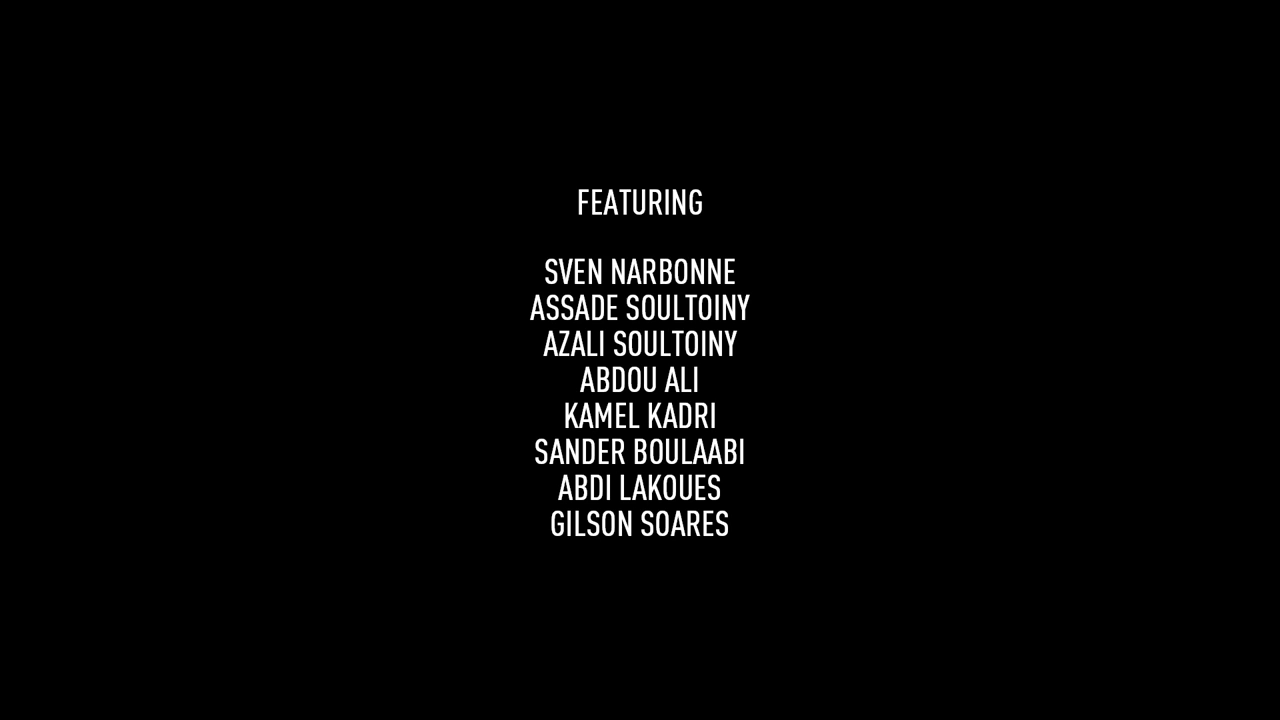 FEATURING
SVEN NARBONNE
ASSADE SOULTOINY
AZALI SOULTOINY
ABDOU ALI
KAMEL KADRI
SANDER BOULAABI
ABDI LAKOUES
GILSON SOARES